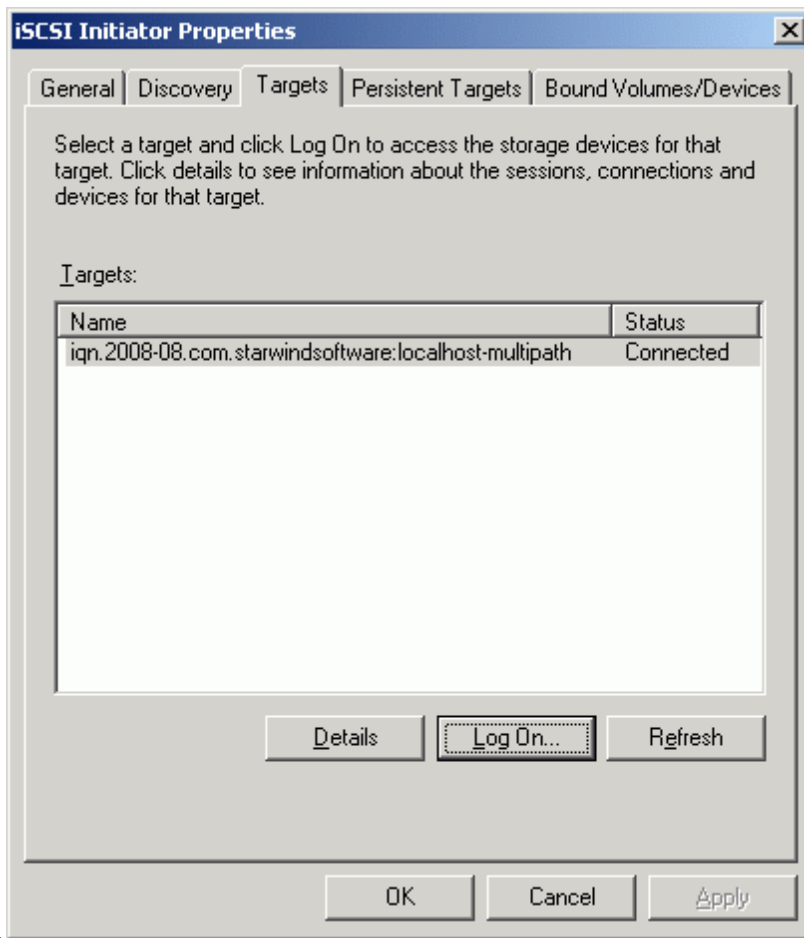 iSCSI Initiator Properties
General Discovery Targets Persistent Targets Bound Volumes/Devices
Select a target and click Log On to access the storage devices for that
target. Click details to see information about the sessions, connections and
devices for that target.
Targets:
Name Status
iqn.2008-08.com.starwindsoftware:localhost-multipath Connected
Details Log On... Refresh
OK Cancel Apply